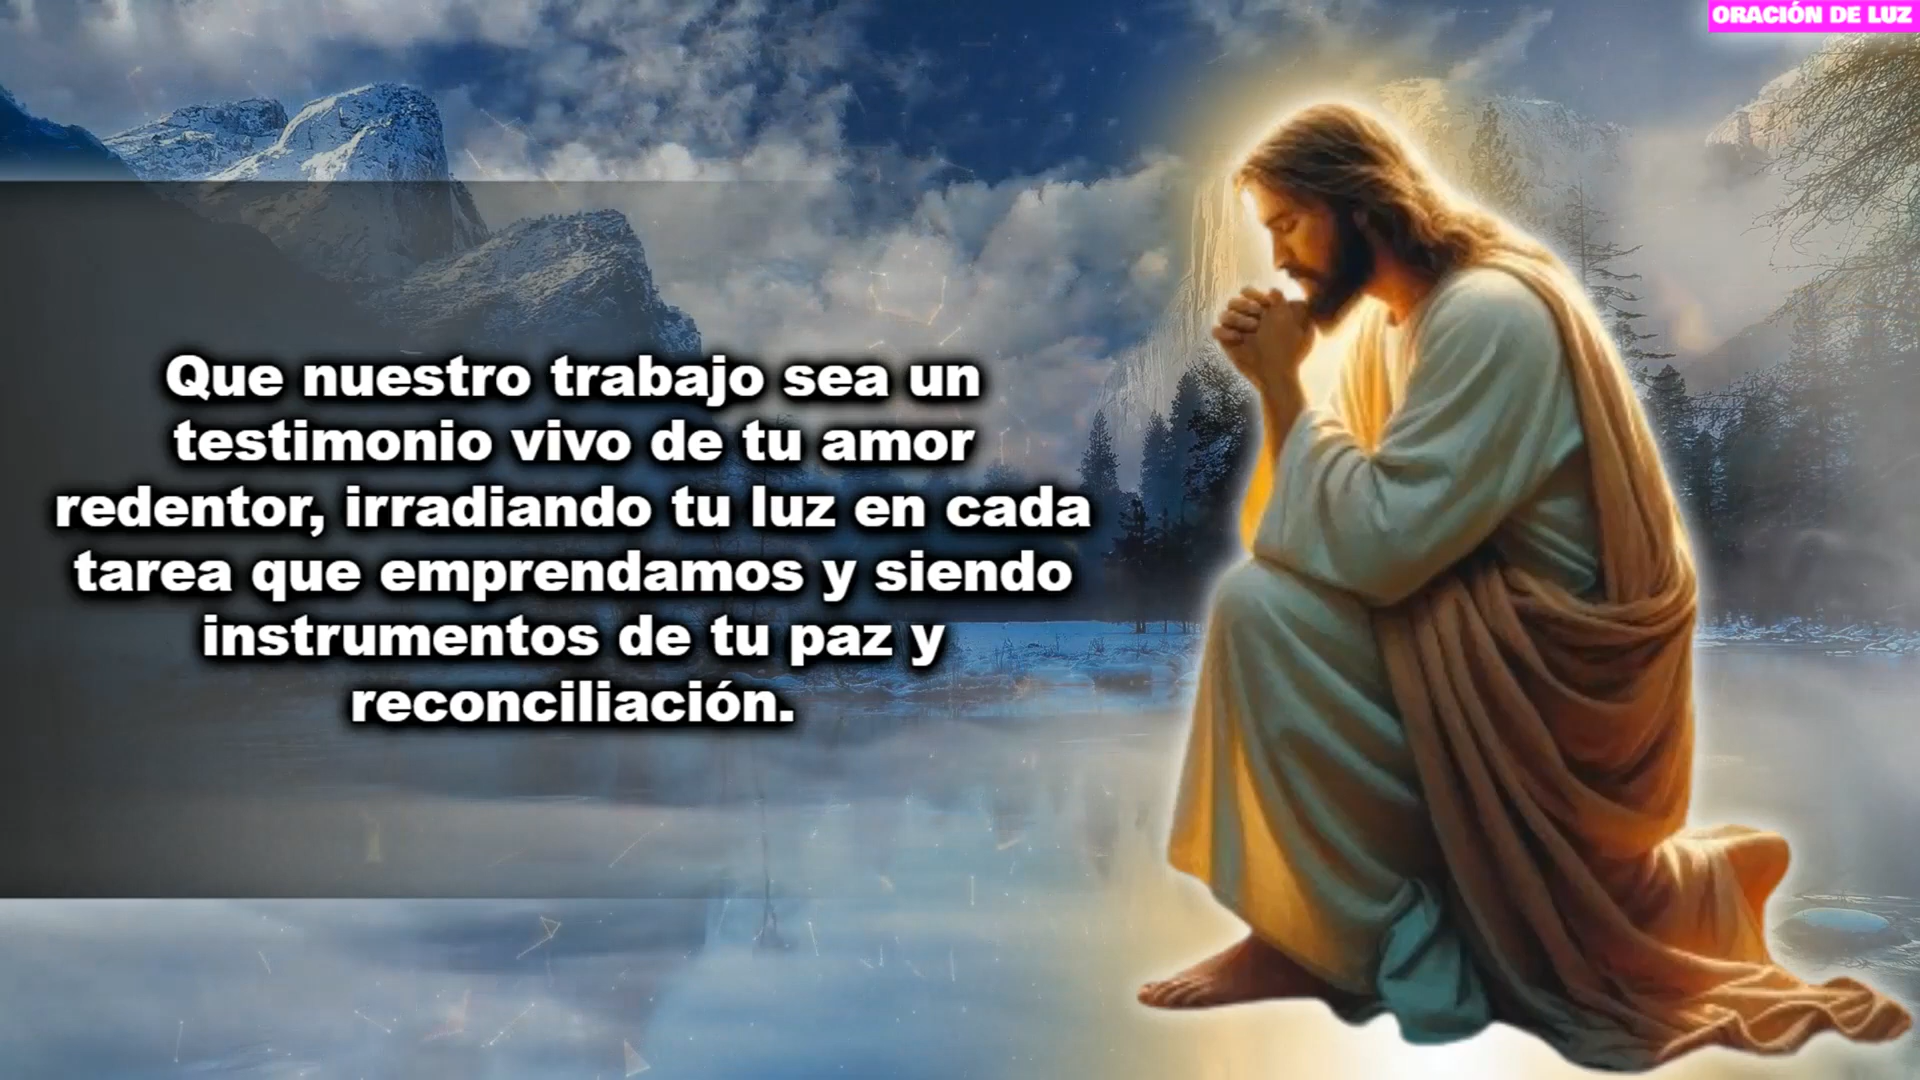 ORACIÓN DE LUZ
Que nuestro trabajo sea un
testimonio vivo de tu amor
redentor, irradiando tu luz en cada
tarea que emprendamos y siendo
instrumentos de tu paz y
reconciliación.